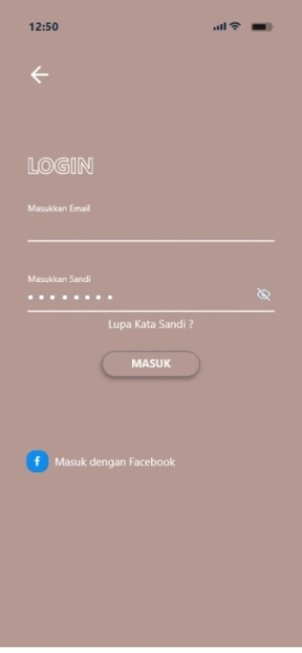 12:50
LOGIN
Masukkan Email
Masukkan Sandi
Lupa Kata Sandi ?
MASUK
Masuk dengan Facebook